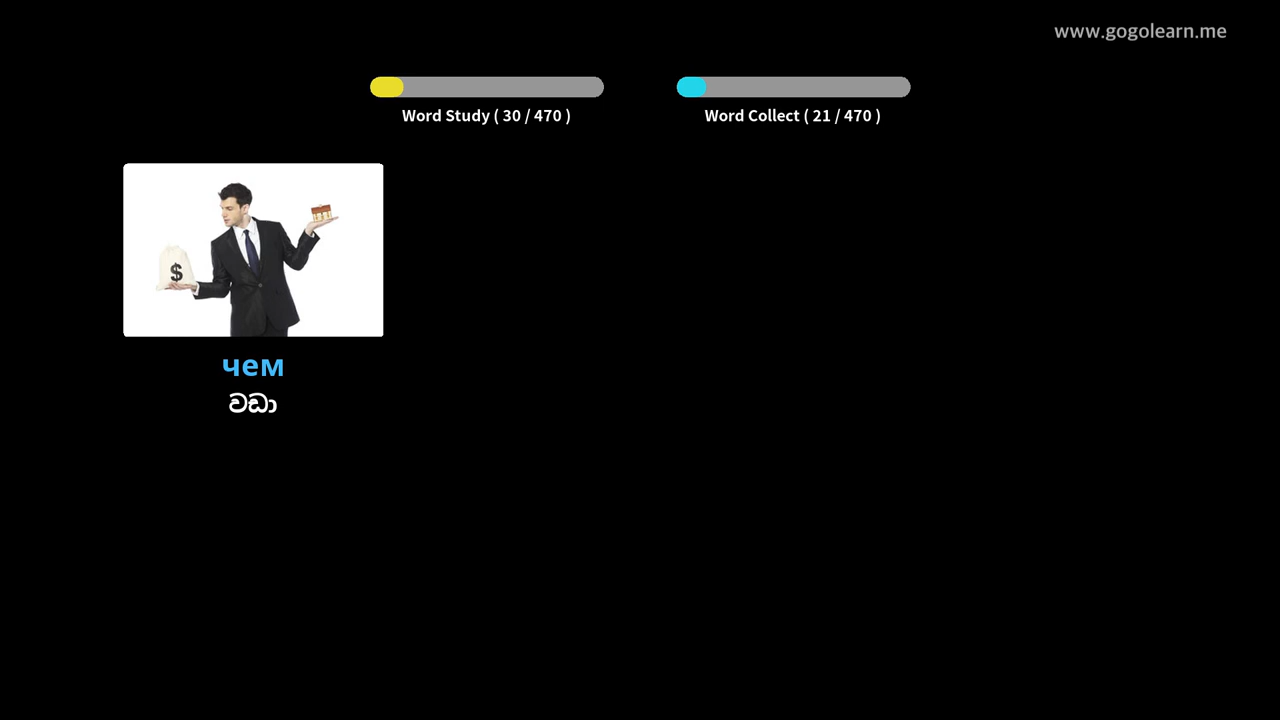 www.gogolearn.me
Word Study ( 30 / 470 )
Word Collect ( 21 / 470 )
$
чем
වඩා